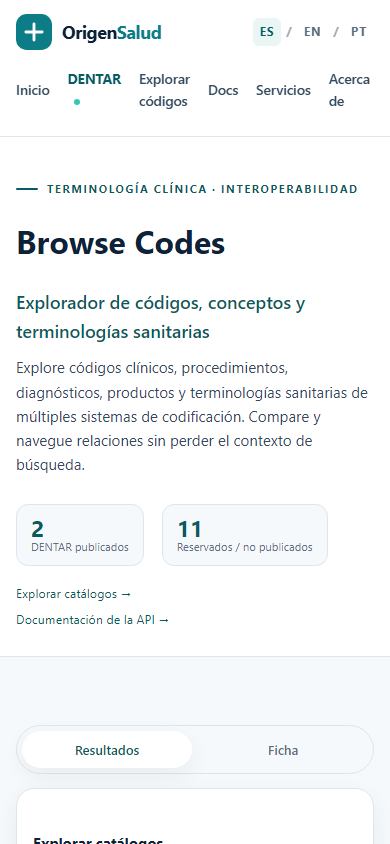 OrigenSalud
ES / EN / PT
Inicio DENTAR Explorar códigos Docs Servicios Acerca de
TERMINOLOGÍA CLÍNICA · INTEROPERABILIDAD
Browse Codes
Explorador de códigos, conceptos y
terminologías sanitarias
Explore códigos clínicos, procedimientos,
diagnósticos, productos y terminologías sanitarias de
múltiples sistemas de codificación. Compare y
navegue relaciones sin perder el contexto de
búsqueda.
2
DENTAR publicados
11
Reservados / no publicados
Explorar catálogos →
Documentación de la API →
Resultados
Ficha
Explorar catálogos